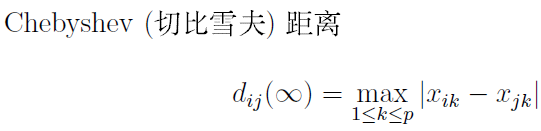 Chebyshev (切比雪夫) 距离
d_{ij}(∞) = max_{1≤k≤p} |x_{ik} − x_{jk}|